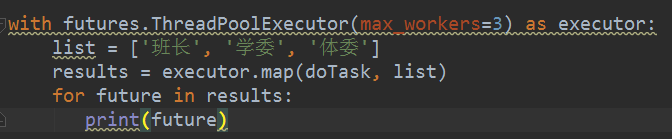 with futures.ThreadPoolExecutor(max_workers=3) as executor:
    list = ['班长', '学委', '体委']
    results = executor.map(doTask, list)
    for future in results:
       print(future)